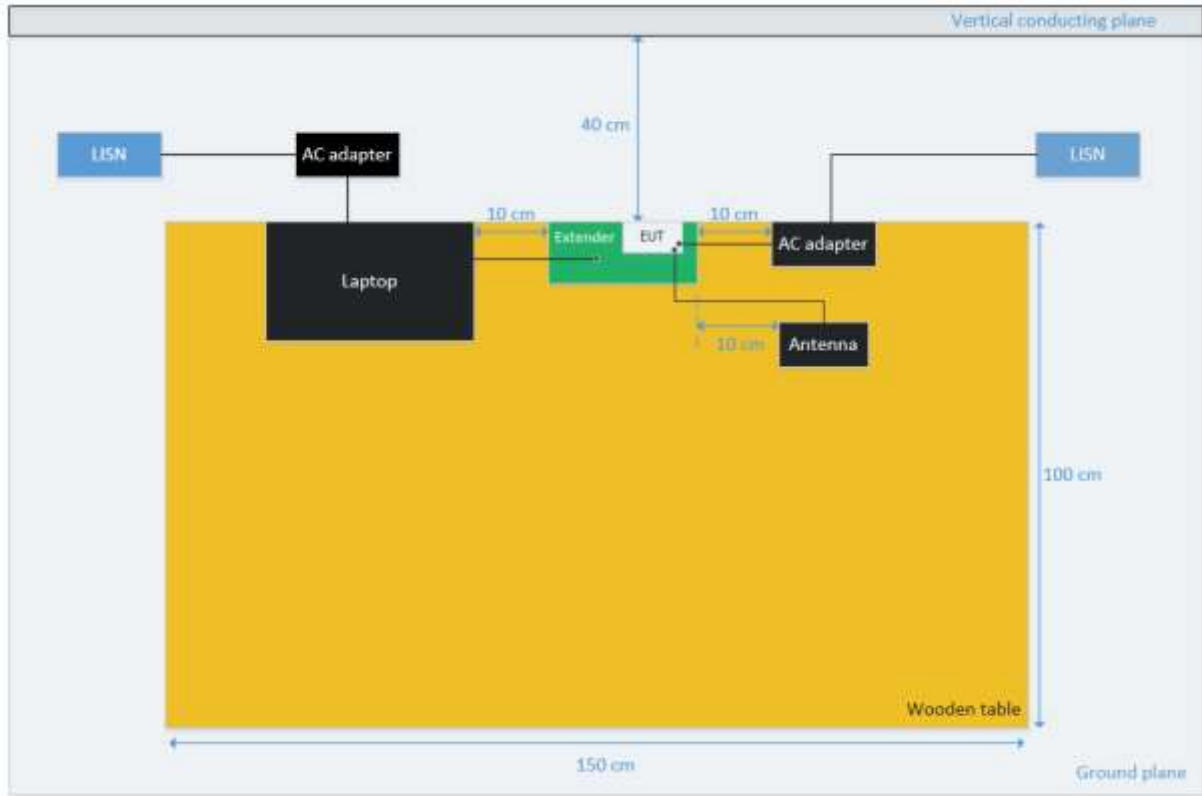 Vertical conducting plane
40 cm
LISN
AC adapter
LISN
10 cm
10 cm
Extender
EUT
AC adapter
Laptop
10 cm
Antenna
100 cm
Wooden table
150 cm
Ground plane